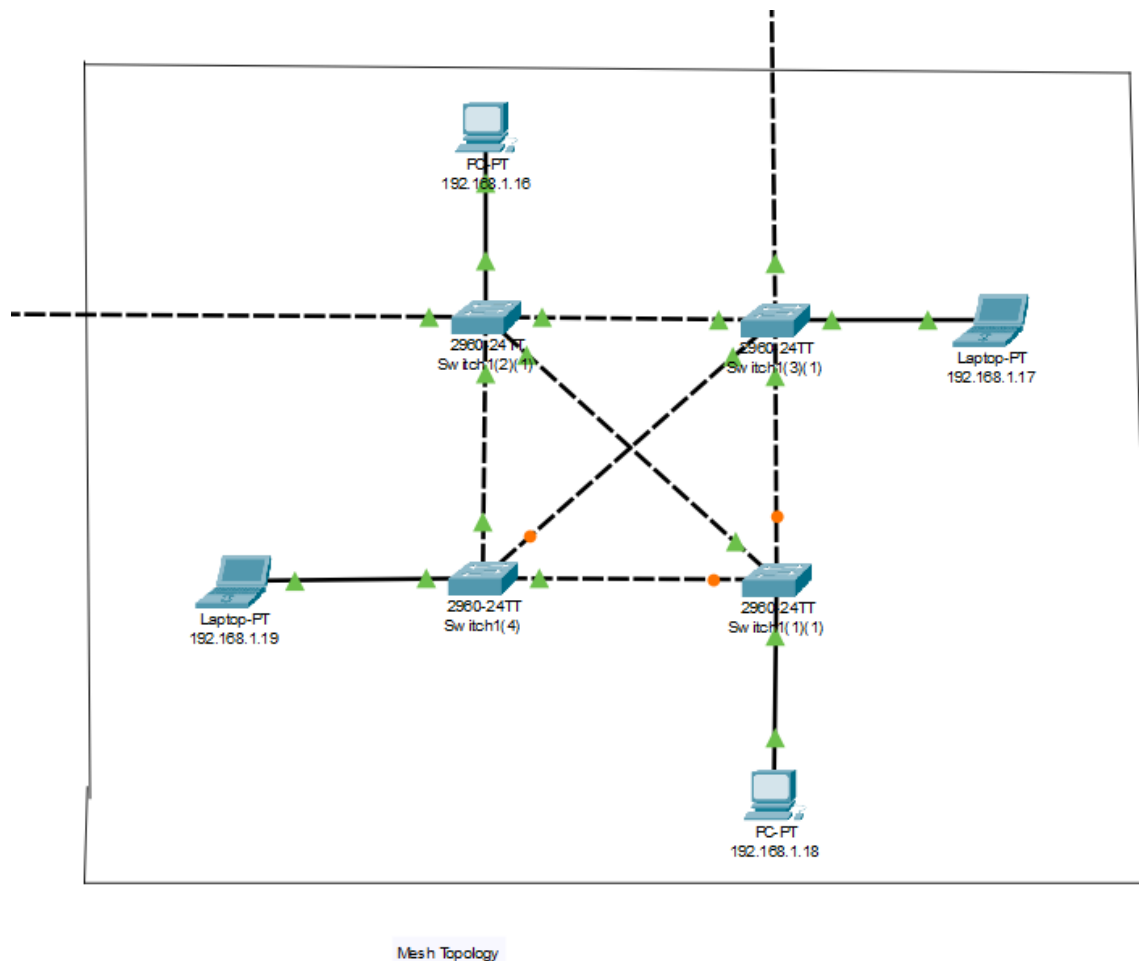 PC-PT
192.168.1.16
2960-24TT
Switch1(2)(1)
2960-24TT
Switch1(3)(1)
Laptop-PT
192.168.1.17
Laptop-PT
192.168.1.19
2960-24TT
Switch1(4)
2960-24TT
Switch1(1)(1)
PC-PT
192.168.1.18
Mesh Topology